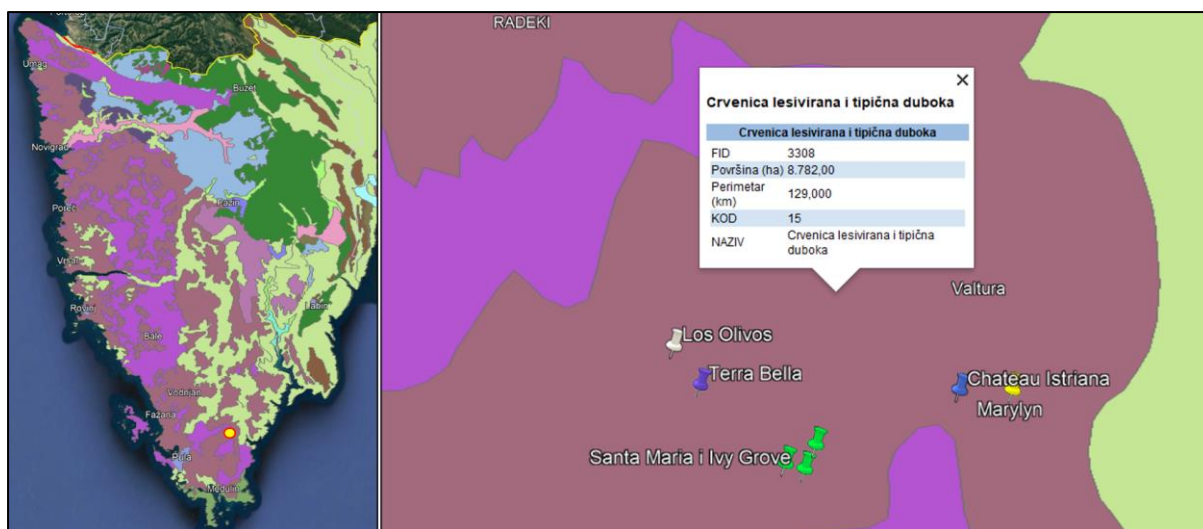 Umag
Buzet
Novigrad
Poreč
Pazin
Vrsar
Rovinj
Labin
Bale
Vodnjan
Fažana
Pula
Medulin
RADEKI
×
Crvenica lesivirana i tipična duboka
Crvenica lesivirana i tipična duboka
FID 3308
Površina (ha) 8.782,00
Perimetar
(km) 129,000
KOD 15
NAZIV Crvenica lesivirana i tipična
duboka
Valtura
Los Olivos
Terra Bella
Chateau Istriana
Marylyn
Santa Maria i Ivy Grove